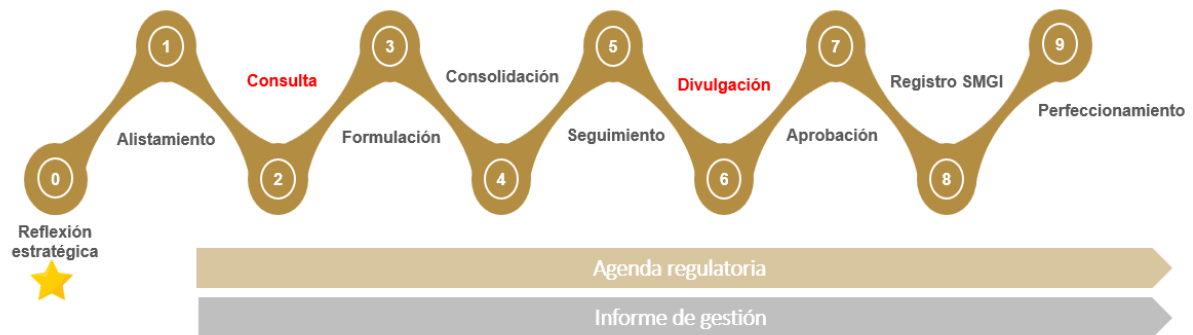 0
Reflexión
estratégica
1
Alistamiento
2
Consulta
3
Formulación
4
Consolidación
5
Seguimiento
6
Divulgación
7
Aprobación
8
Registro SMGI
9
Perfeccionamiento
Agenda regulatoria
Informe de gestión